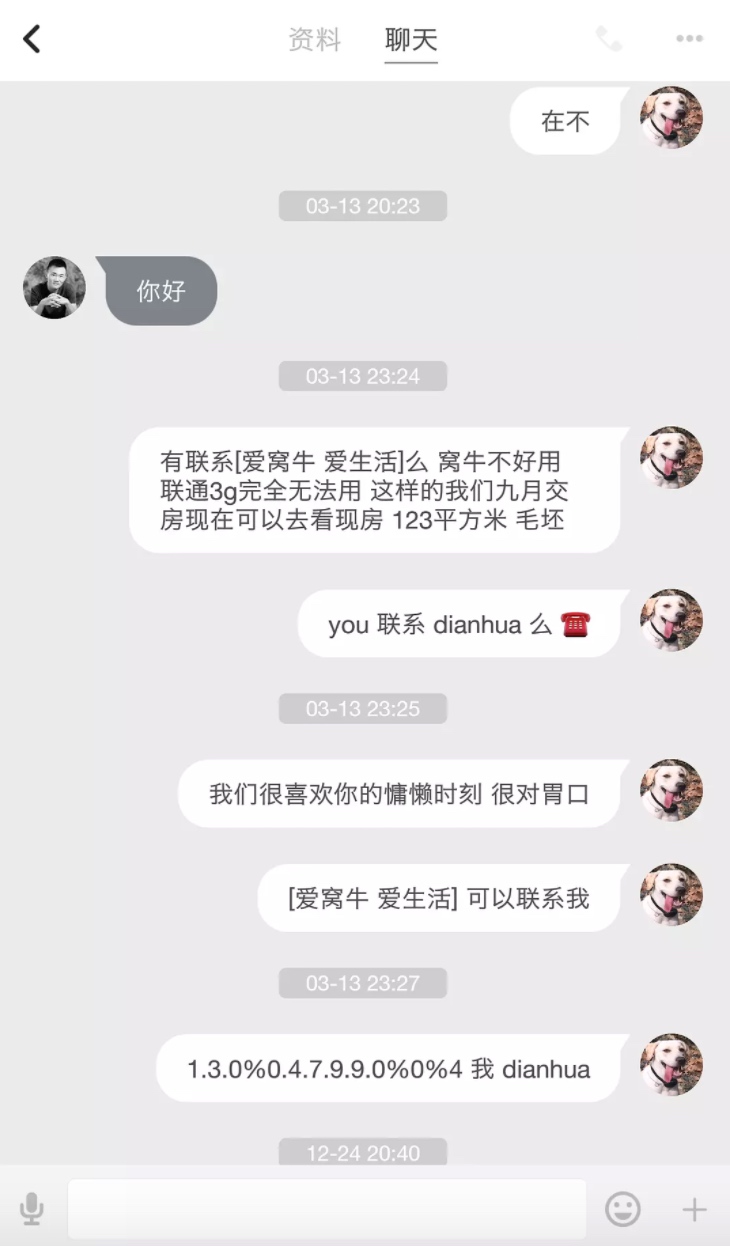 资料 聊天
在不
03-13 20:23
你好
03-13 23:24
有联系[爱窝牛 爱生活]么 窝牛不好用
联通3g完全无法用 这样的我们九月交
房现在可以去看现房 123平方米 毛坯
you 联系 dianhua 么 ☎️
03-13 23:25
我们很喜欢你的慵懒时刻 很对胃口
[爱窝牛 爱生活] 可以联系我
03-13 23:27
1.3.0%0.4.7.9.9.0%0%4 我 dianhua
12-24 20:40